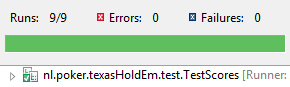 Runs: 9/9 Errors: 0 Failures: 0
nl.poker.texasHoldEm.test.TestScores [Runner: